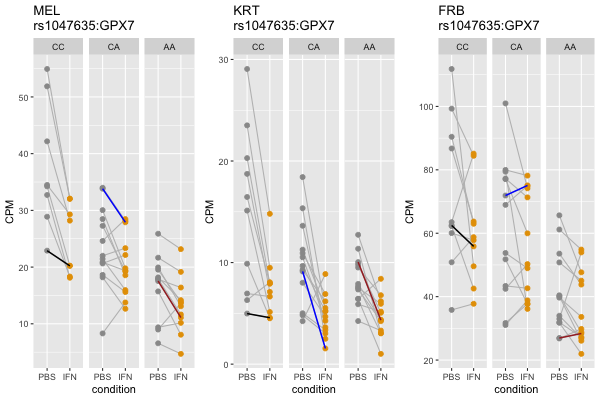 MEL
rs1047635:GPX7
CC CA AA
CPM
50
40
30
20
10
PBS IFN PBS IFN PBS IFN
condition
KRT
rs1047635:GPX7
CC CA AA
CPM
30
20
10
0
PBS IFN PBS IFN PBS IFN
condition
FRB
rs1047635:GPX7
CC CA AA
CPM
100
80
60
40
20
PBS IFN PBS IFN PBS IFN
condition